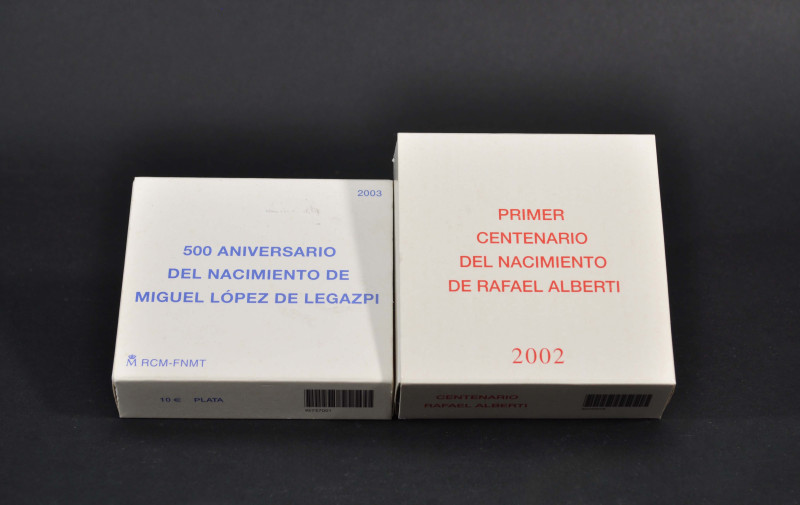 2003
500 ANIVERSARIO
DEL NACIMIENTO DE
MIGUEL LÓPEZ DE LEGAZPI
M RCM-FNMT
10 € PLATA
PRIMER
CENTENARIO
DEL NACIMIENTO
DE RAFAEL ALBERTI
2002
CENTENARIO
RAFAEL ALBERTI